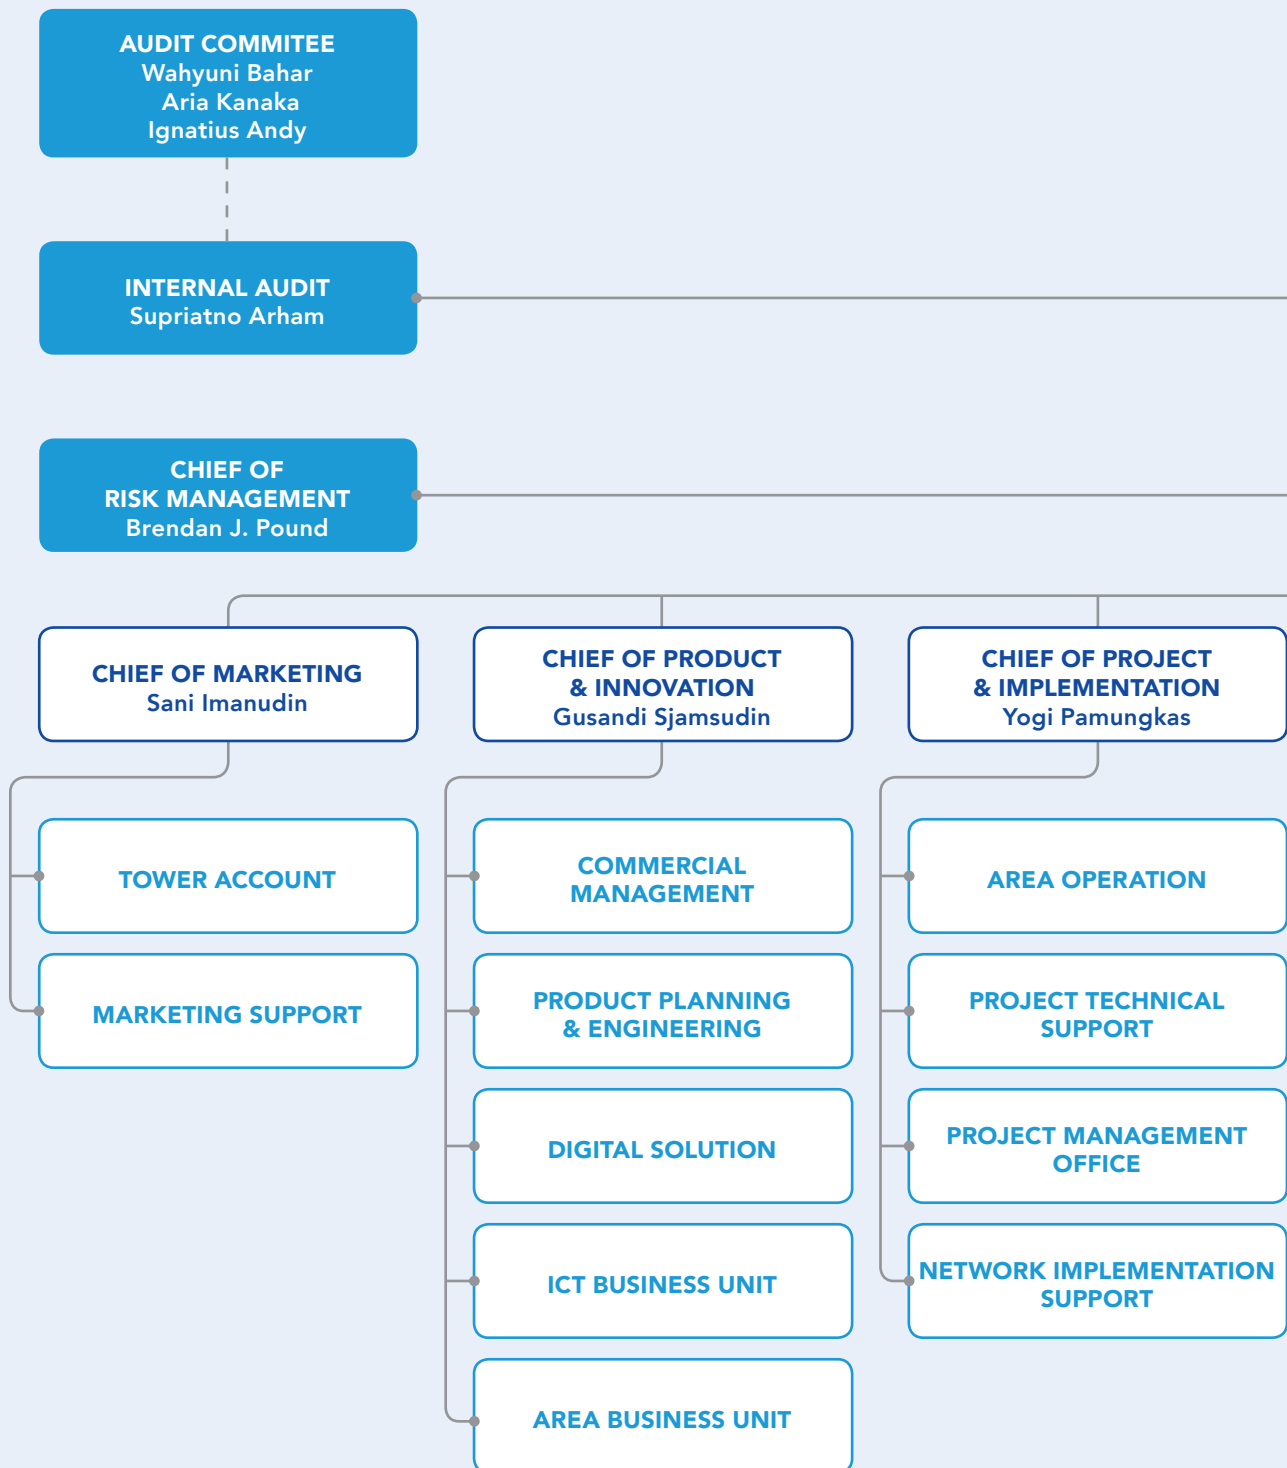 AUDIT COMMITEE
Wahyuni Bahar
Aria Kanaka
Ignatius Andy
INTERNAL AUDIT
Supriatno Arham
CHIEF OF
RISK MANAGEMENT
Brendan J. Pound
CHIEF OF MARKETING
Sani Imanudin
TOWER ACCOUNT
MARKETING SUPPORT
CHIEF OF PRODUCT
& INNOVATION
Gusandi Sjamsudin
COMMERCIAL
MANAGEMENT
PRODUCT PLANNING
& ENGINEERING
DIGITAL SOLUTION
ICT BUSINESS UNIT
AREA BUSINESS UNIT
CHIEF OF PROJECT
& IMPLEMENTATION
Yogi Pamungkas
AREA OPERATION
PROJECT TECHNICAL
SUPPORT
PROJECT MANAGEMENT
OFFICE
NETWORK IMPLEMENTATION
SUPPORT